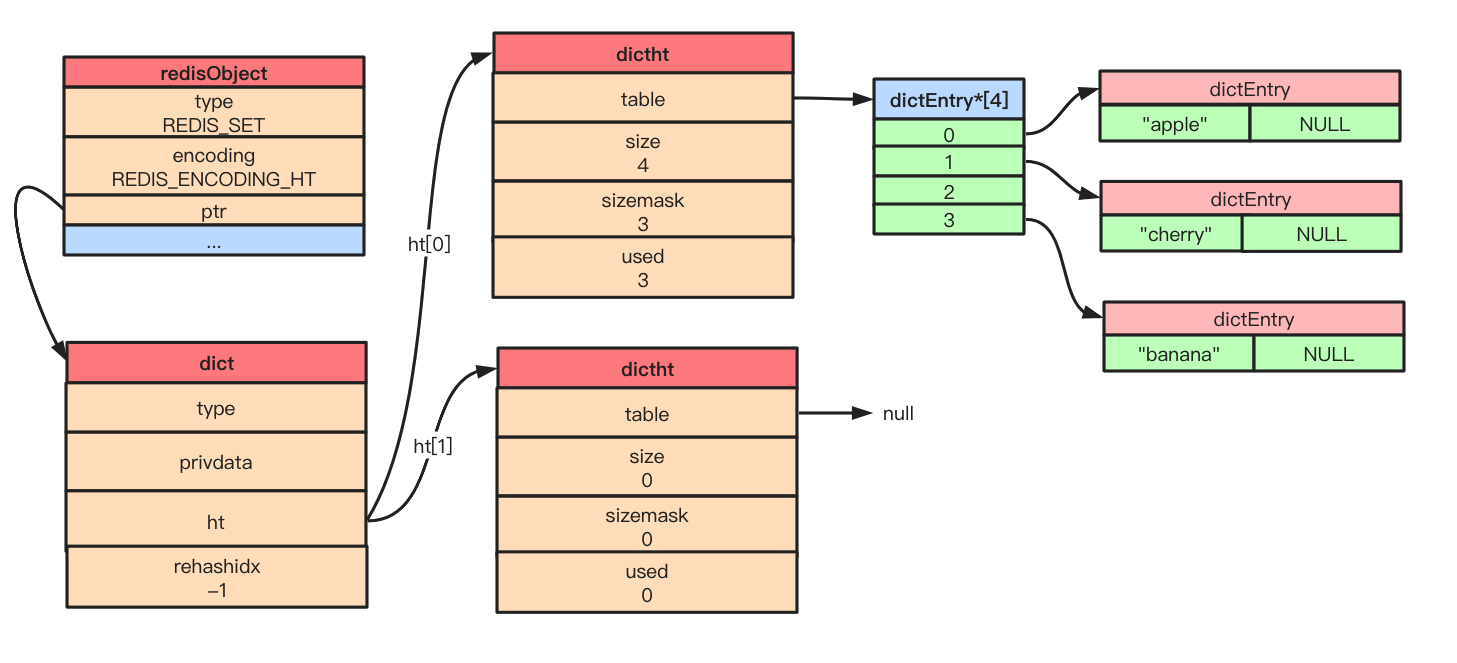 redisObject
type
REDIS_SET
encoding
REDIS_ENCODING_HT
ptr
...
dict
type
privdata
ht
rehashidx
−1
ht[0]
ht[1]
dictht
table
size
4
sizemask
3
used
3
dictht
table
size
0
sizemask
0
used
0
null
dictEntry*[4]
0
1
2
3
dictEntry
"apple" NULL
dictEntry
"cherry" NULL
dictEntry
"banana" NULL